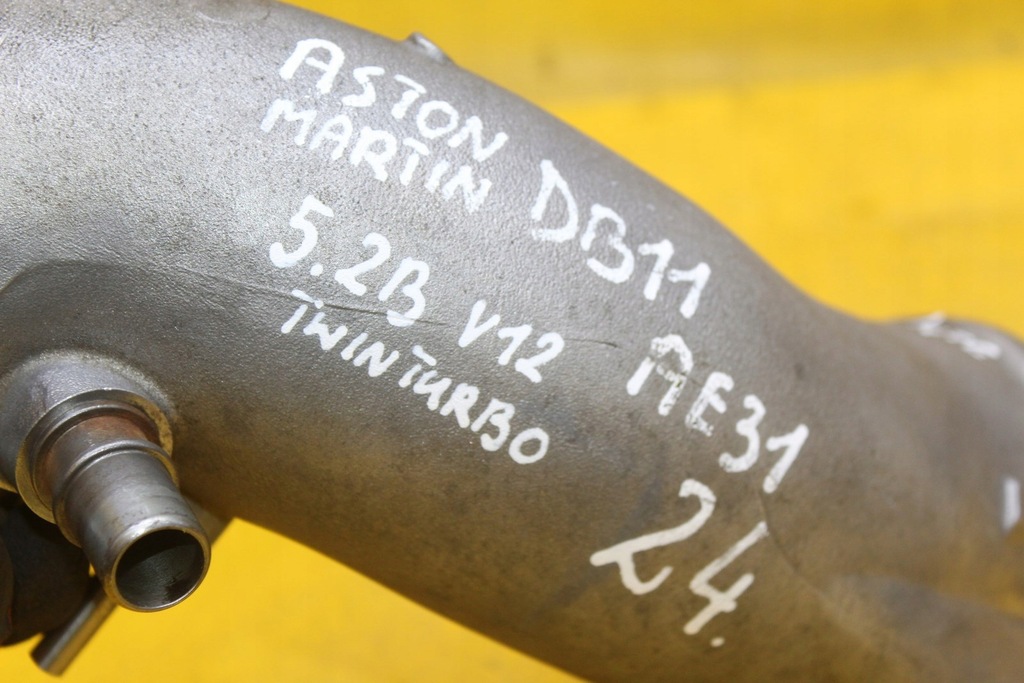 ASTON
MARTIN DB11
5.2B V12 AE31
TWINTURBO
24.